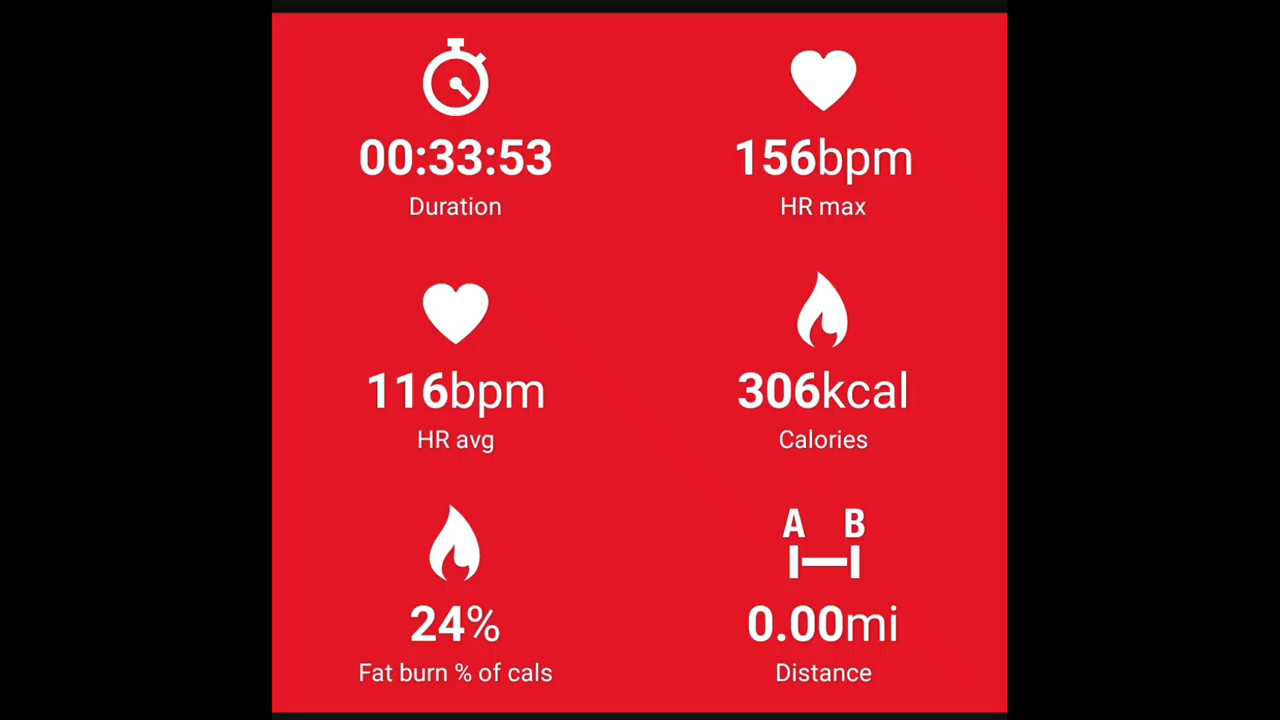 00:33:53
Duration
156bpm
HR max
116bpm
HR avg
306kcal
Calories
24%
Fat burn % of cals
A B
0.00mi
Distance